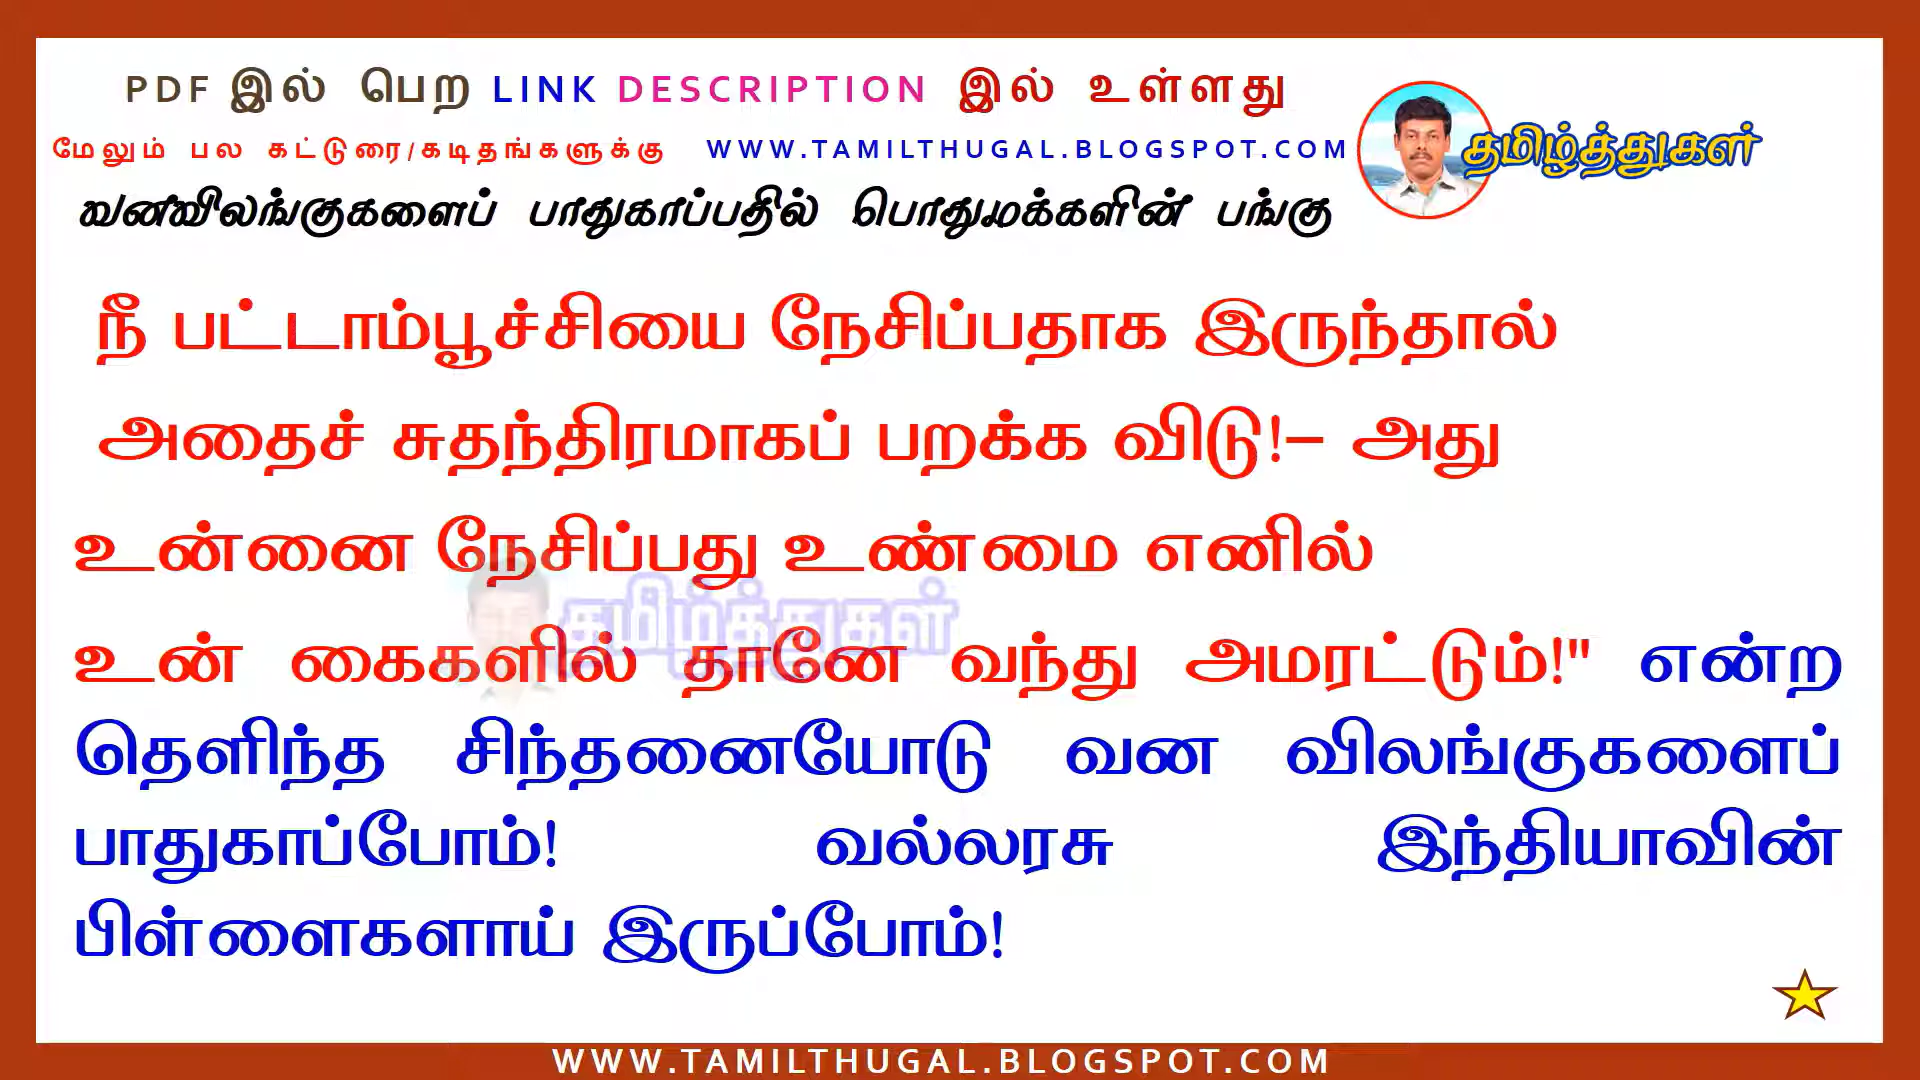 PDF இல் பெற LINK DESCRIPTION இல் உள்ளது
மேலும் பல கட்டுரை/கடிதங்களுக்கு WWW.TAMILTHUGAL.BLOGSPOT.COM
தமிழ்த்துகள்
வனவிலங்குகளைப் பாதுகாப்பதில் பொதுமக்களின் பங்கு
நீ பட்டாம்பூச்சியை நேசிப்பதாக இருந்தால்
அதைச் சுதந்திரமாகப் பறக்க விடு!– அது
உன்னை நேசிப்பது உண்மை எனில்
தமிழ்த்துகள்
உன் கைகளில் தானே வந்து அமரட்டும்!" என்ற
தெளிந்த சிந்தனையோடு வன விலங்குகளைப்
பாதுகாப்போம்! வல்லரசு இந்தியாவின்
பிள்ளைகளாய் இருப்போம்!
WWW.TAMILTHUGAL.BLOGSPOT.COM